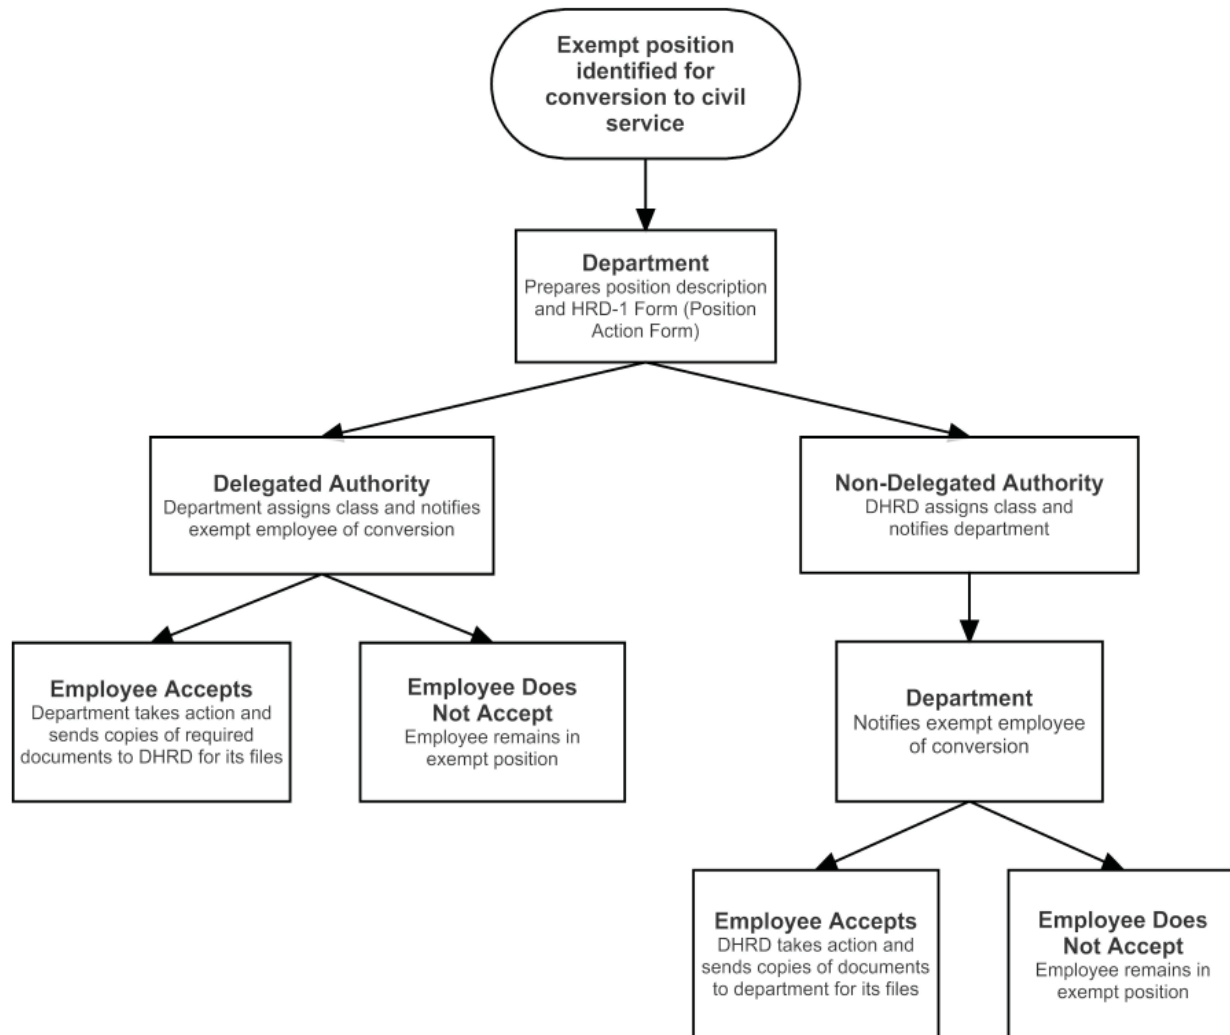 Exempt position
identified for
conversion to civil
service
Department
Prepares position description
and HRD-1 Form (Position
Action Form)
Delegated Authority
Department assigns class and notifies
exempt employee of conversion
Non-Delegated Authority
DHRD assigns class and
notifies department
Employee Accepts
Department takes action and
sends copies of required
documents to DHRD for its files
Employee Does
Not Accept
Employee remains in
exempt position
Department
Notifies exempt employee
of conversion
Employee Accepts
DHRD takes action and
sends copies of documents
to department for its files
Employee Does
Not Accept
Employee remains in
exempt position